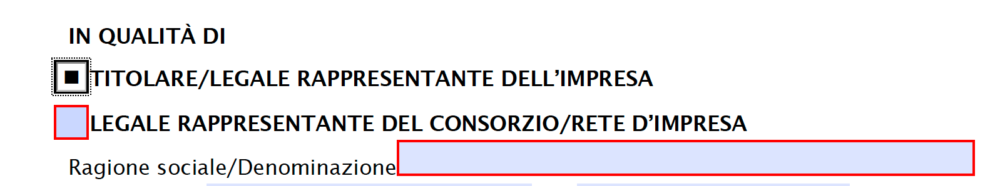 IN QUALITÀ DI
TITOLARE/LEGALE RAPPRESENTANTE DELL’IMPRESA
LEGALE RAPPRESENTANTE DEL CONSORZIO/RETE D’IMPRESA
Ragione sociale/Denominazione